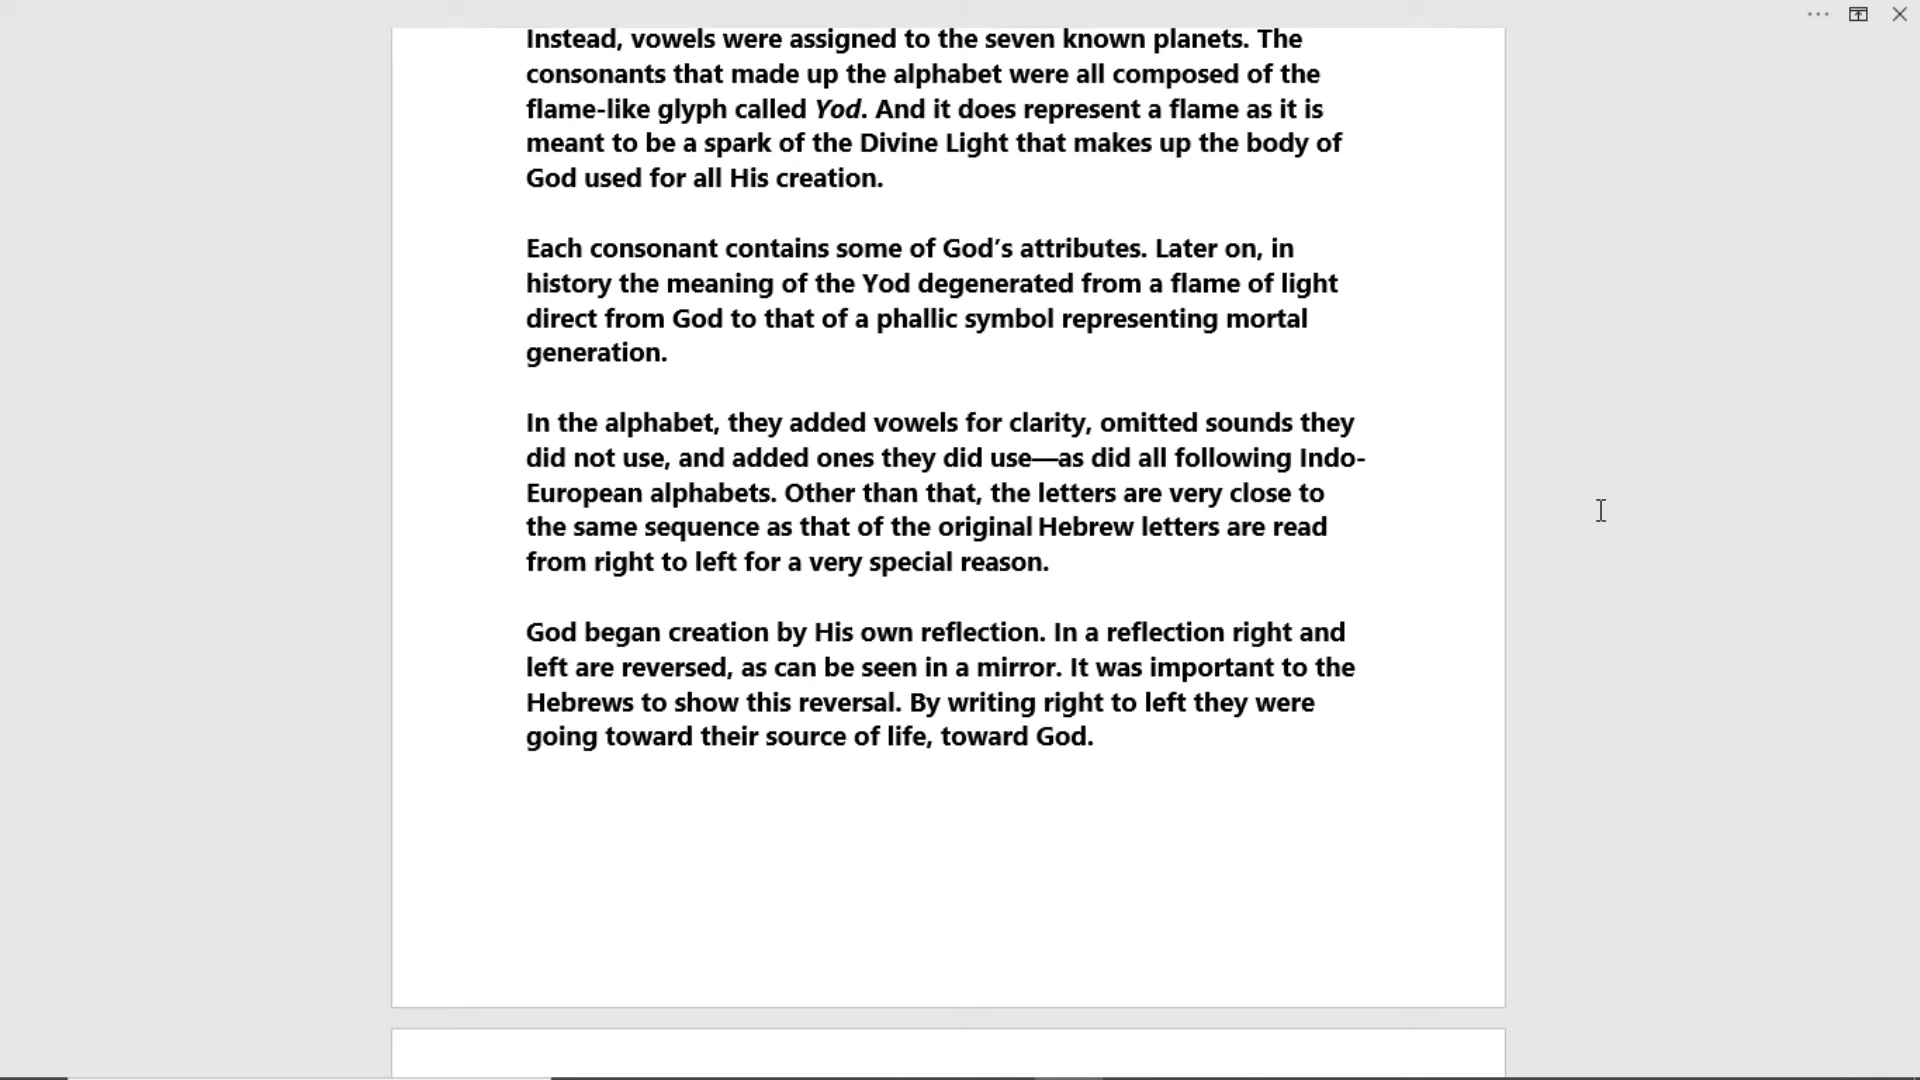 Instead, vowels were assigned to the seven known planets. The
consonants that made up the alphabet were all composed of the
flame-like glyph called Yod. And it does represent a flame as it is
meant to be a spark of the Divine Light that makes up the body of
God used for all His creation.
Each consonant contains some of God’s attributes. Later on, in
history the meaning of the Yod degenerated from a flame of light
direct from God to that of a phallic symbol representing mortal
generation.
In the alphabet, they added vowels for clarity, omitted sounds they
did not use, and added ones they did use—as did all following Indo-
European alphabets. Other than that, the letters are very close to
the same sequence as that of the original Hebrew letters are read
from right to left for a very special reason.
God began creation by His own reflection. In a reflection right and
left are reversed, as can be seen in a mirror. It was important to the
Hebrews to show this reversal. By writing right to left they were
going toward their source of life, toward God.